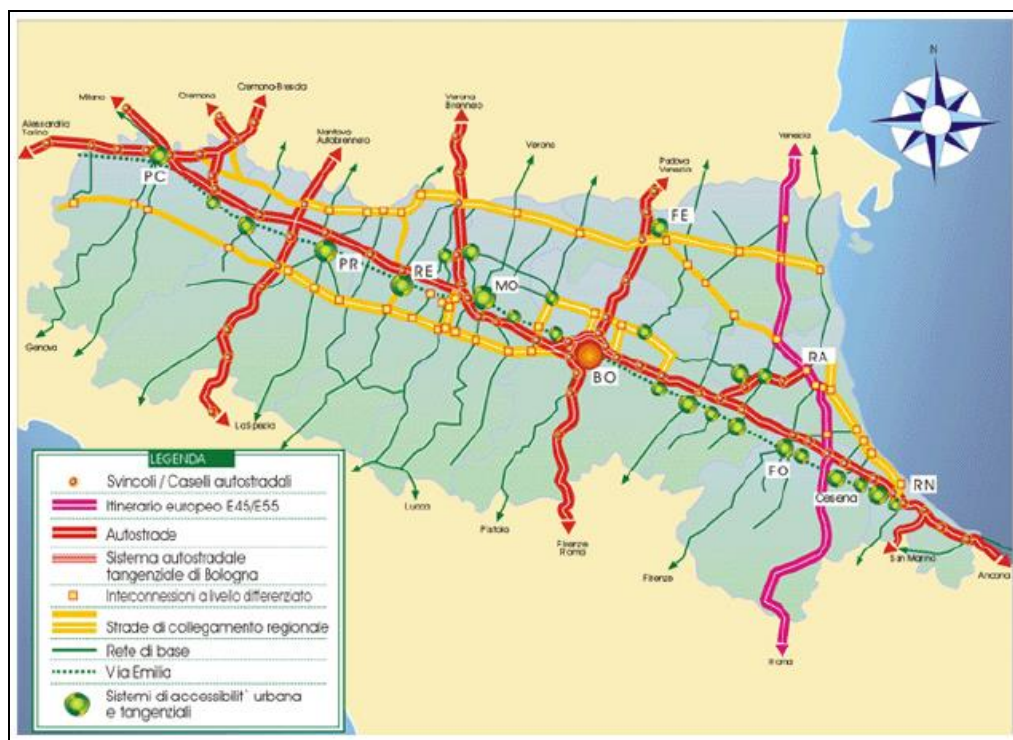 N
Milano
Cremona
Cremona-Brescia
Verona
Brennero
Alessandria
Torino
Mantova
Autobrennero
Verona
Padova
Venezia
Venezia
PC
FE
PR
RE
MO
RA
BO
Genova
FO
Cesena
RN
La Spezia
Lucca
Pistoia
Firenze
Roma
Firenze
San Marino
Ancona
Roma
LEGENDA
Svincoli / Caselli autostradali
Itinerario europeo E45/E55
Autostrade
Sistema autostradale
tangenziale di Bologna
Interconnessioni a livello differenziato
Strade di collegamento regionale
Rete di base
Via Emilia
Sistemi di accessibilit` urbana
e tangenziali